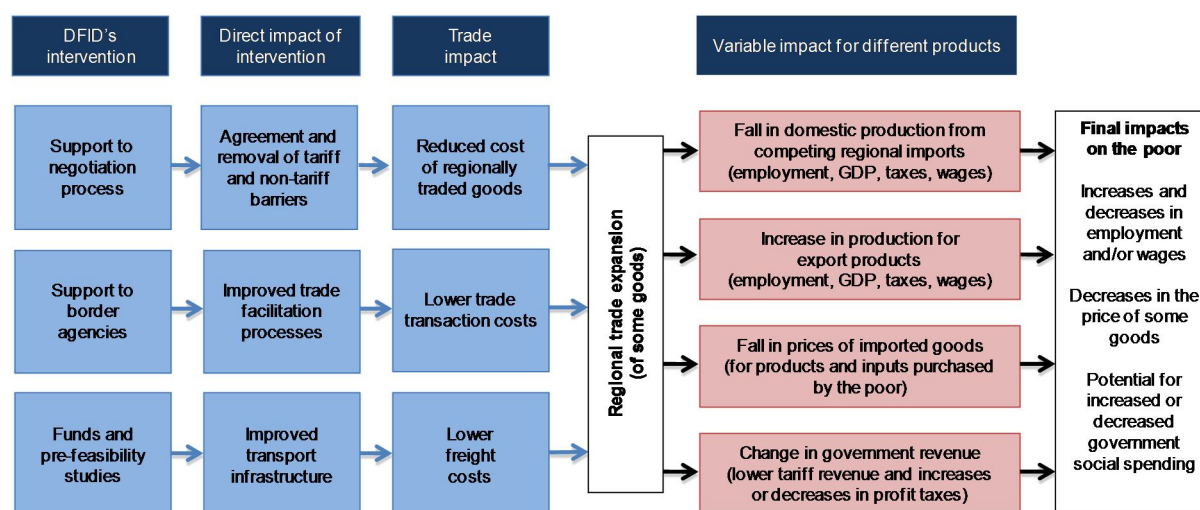 DFID's
intervention
Direct impact of
intervention
Trade
impact
Variable impact for different products
Support to
negotiation
process
Agreement and
removal of tariff
and non-tariff
barriers
Reduced cost
of regionally
traded goods
Support to
border
agencies
Improved trade
facilitation
processes
Lower trade
transaction costs
Funds and
pre-feasibility
studies
Improved
transport
infrastructure
Lower
freight
costs
Regional trade expansion
(of some goods)
Fall in domestic production from
competing regional imports
(employment, GDP, taxes, wages)
Increase in production for
export products
(employment, GDP, taxes, wages)
Fall in prices of imported goods
(for products and inputs purchased
by the poor)
Change in government revenue
(lower tariff revenue and increases
or decreases in profit taxes)
Final impacts
on the poor
Increases and
decreases in
employment
and/or wages
Decreases in the
price of some
goods
Potential for
increased or
decreased
government
social spending